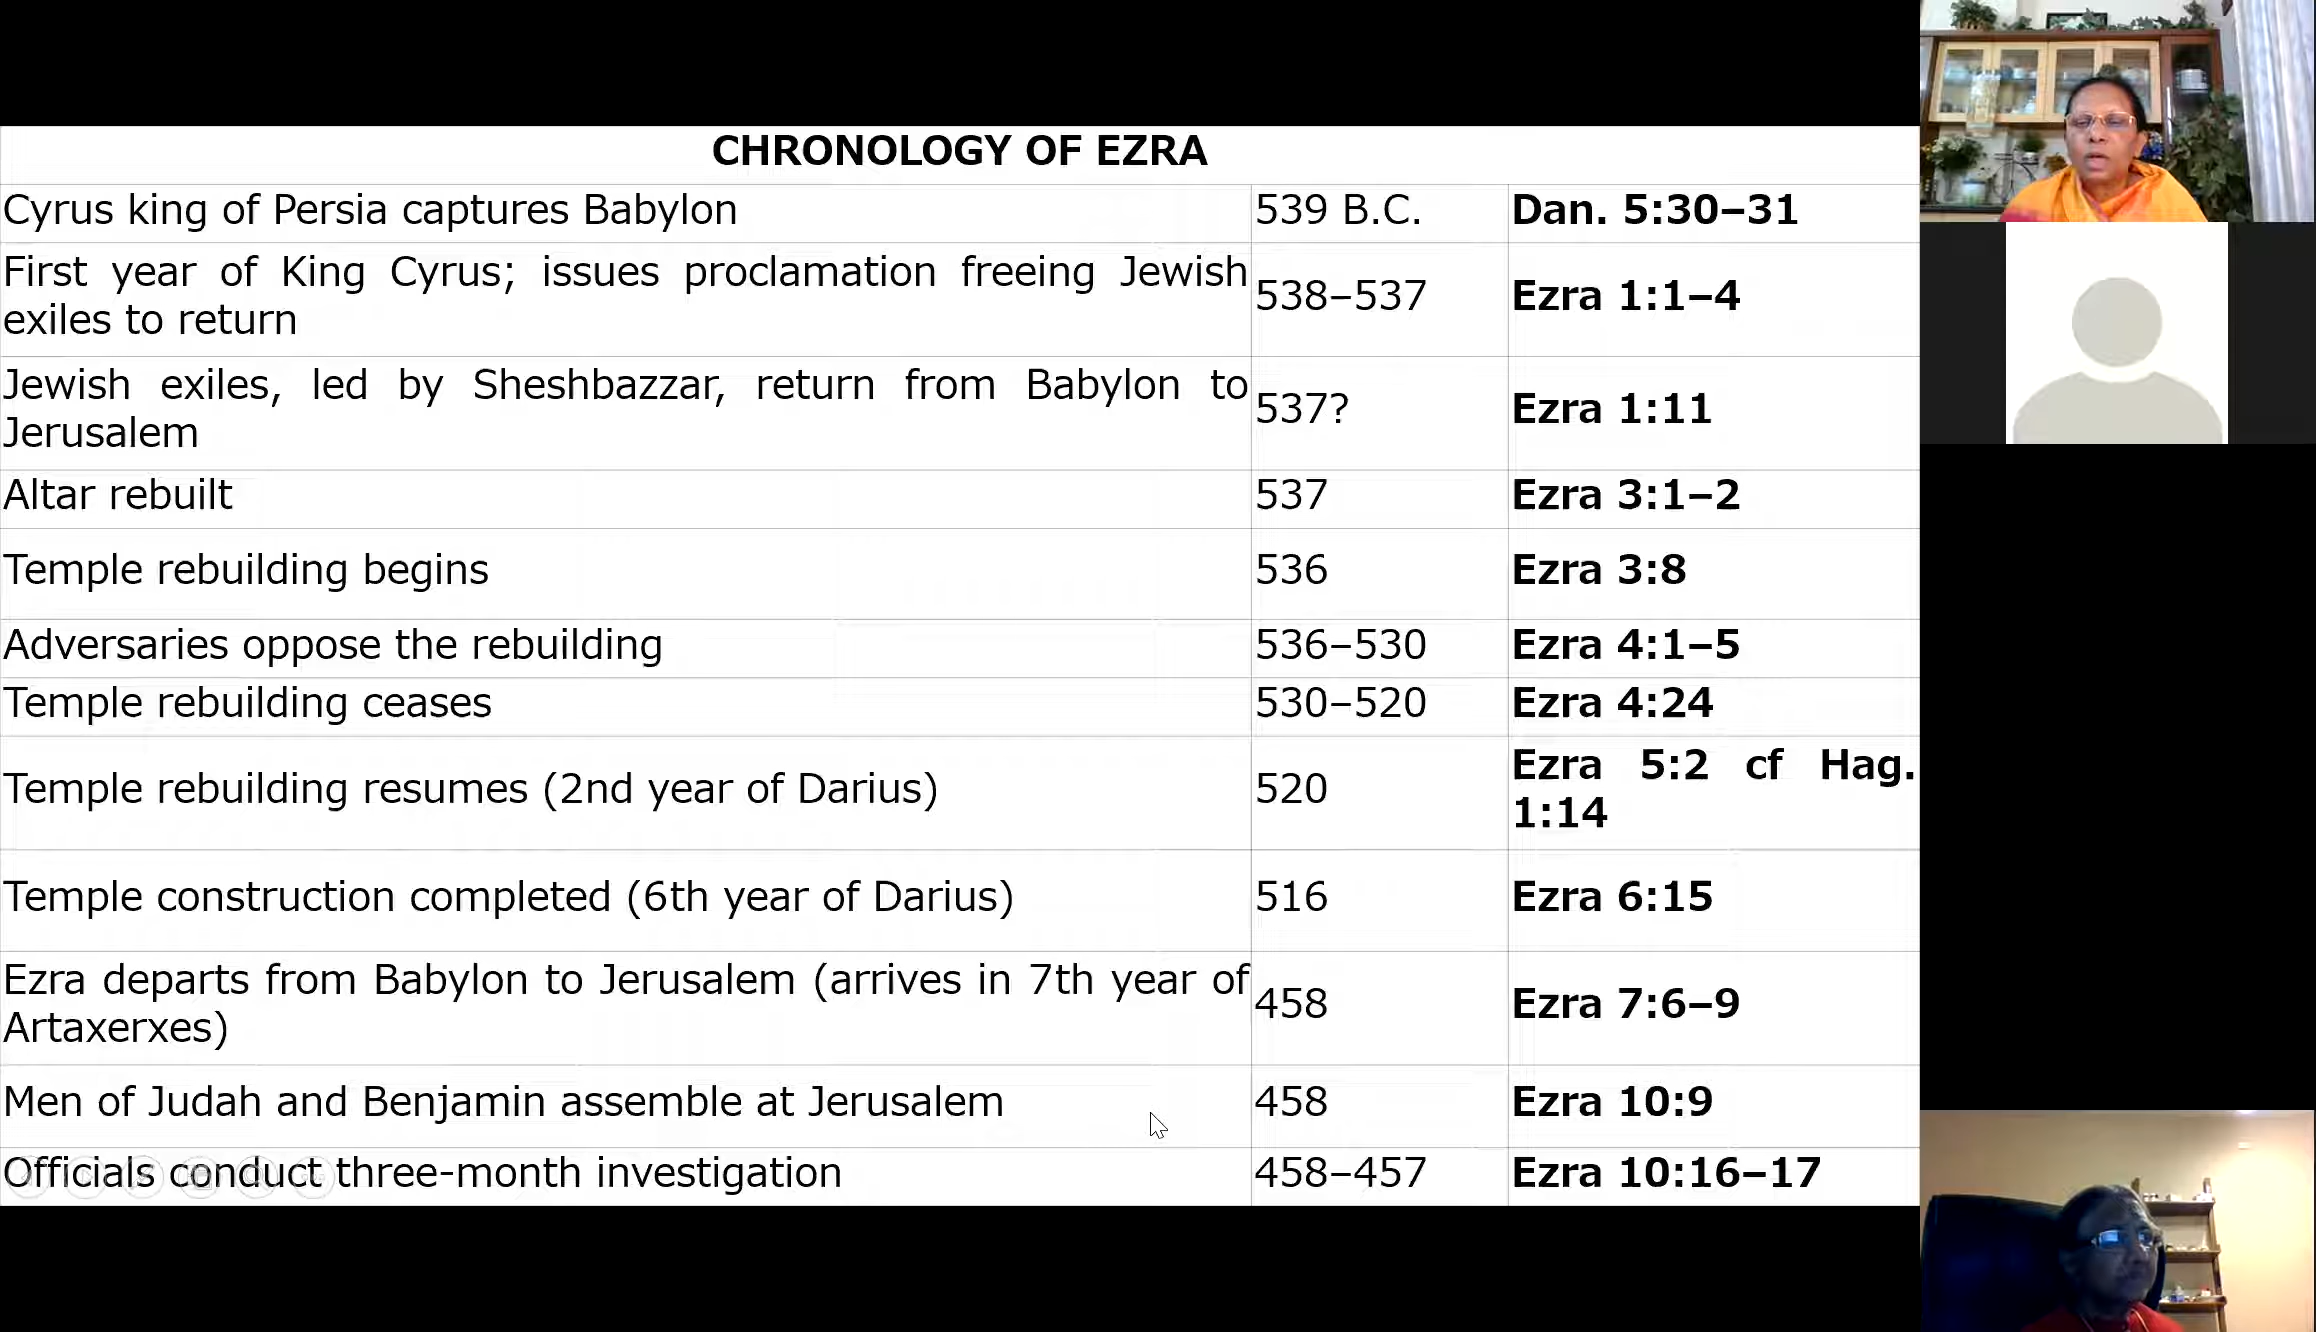 CHRONOLOGY OF EZRA
Cyrus king of Persia captures Babylon 539 B.C. Dan. 5:30–31
First year of King Cyrus; issues proclamation freeing Jewish
exiles to return 538–537 Ezra 1:1–4
Jewish exiles, led by Sheshbazzar, return from Babylon to
Jerusalem 537? Ezra 1:11
Altar rebuilt 537 Ezra 3:1–2
Temple rebuilding begins 536 Ezra 3:8
Adversaries oppose the rebuilding 536–530 Ezra 4:1–5
Temple rebuilding ceases 530–520 Ezra 4:24
Temple rebuilding resumes (2nd year of Darius) 520 Ezra 5:2 cf Hag.
1:14
Temple construction completed (6th year of Darius) 516 Ezra 6:15
Ezra departs from Babylon to Jerusalem (arrives in 7th year of
Artaxerxes) 458 Ezra 7:6–9
Men of Judah and Benjamin assemble at Jerusalem 458 Ezra 10:9
Officials conduct three-month investigation 458–457 Ezra 10:16–17